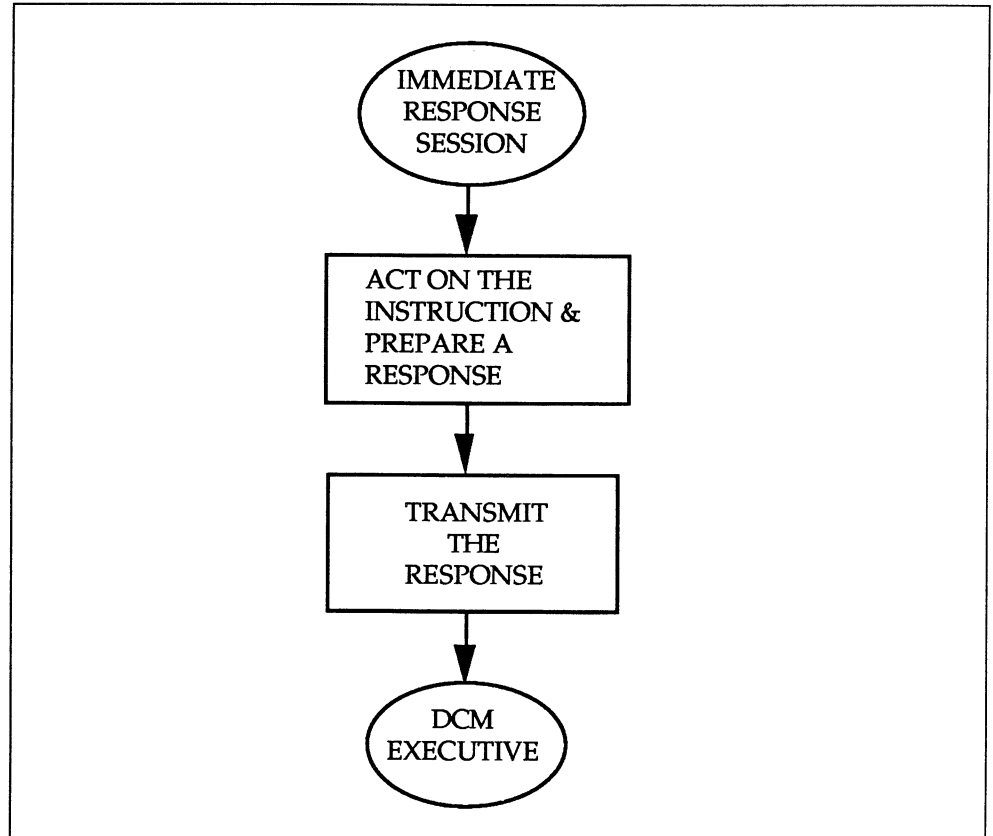 IMMEDIATE
RESPONSE
SESSION
ACT ON THE
INSTRUCTION &
PREPARE A
RESPONSE
TRANSMIT
THE
RESPONSE
DCM
EXECUTIVE